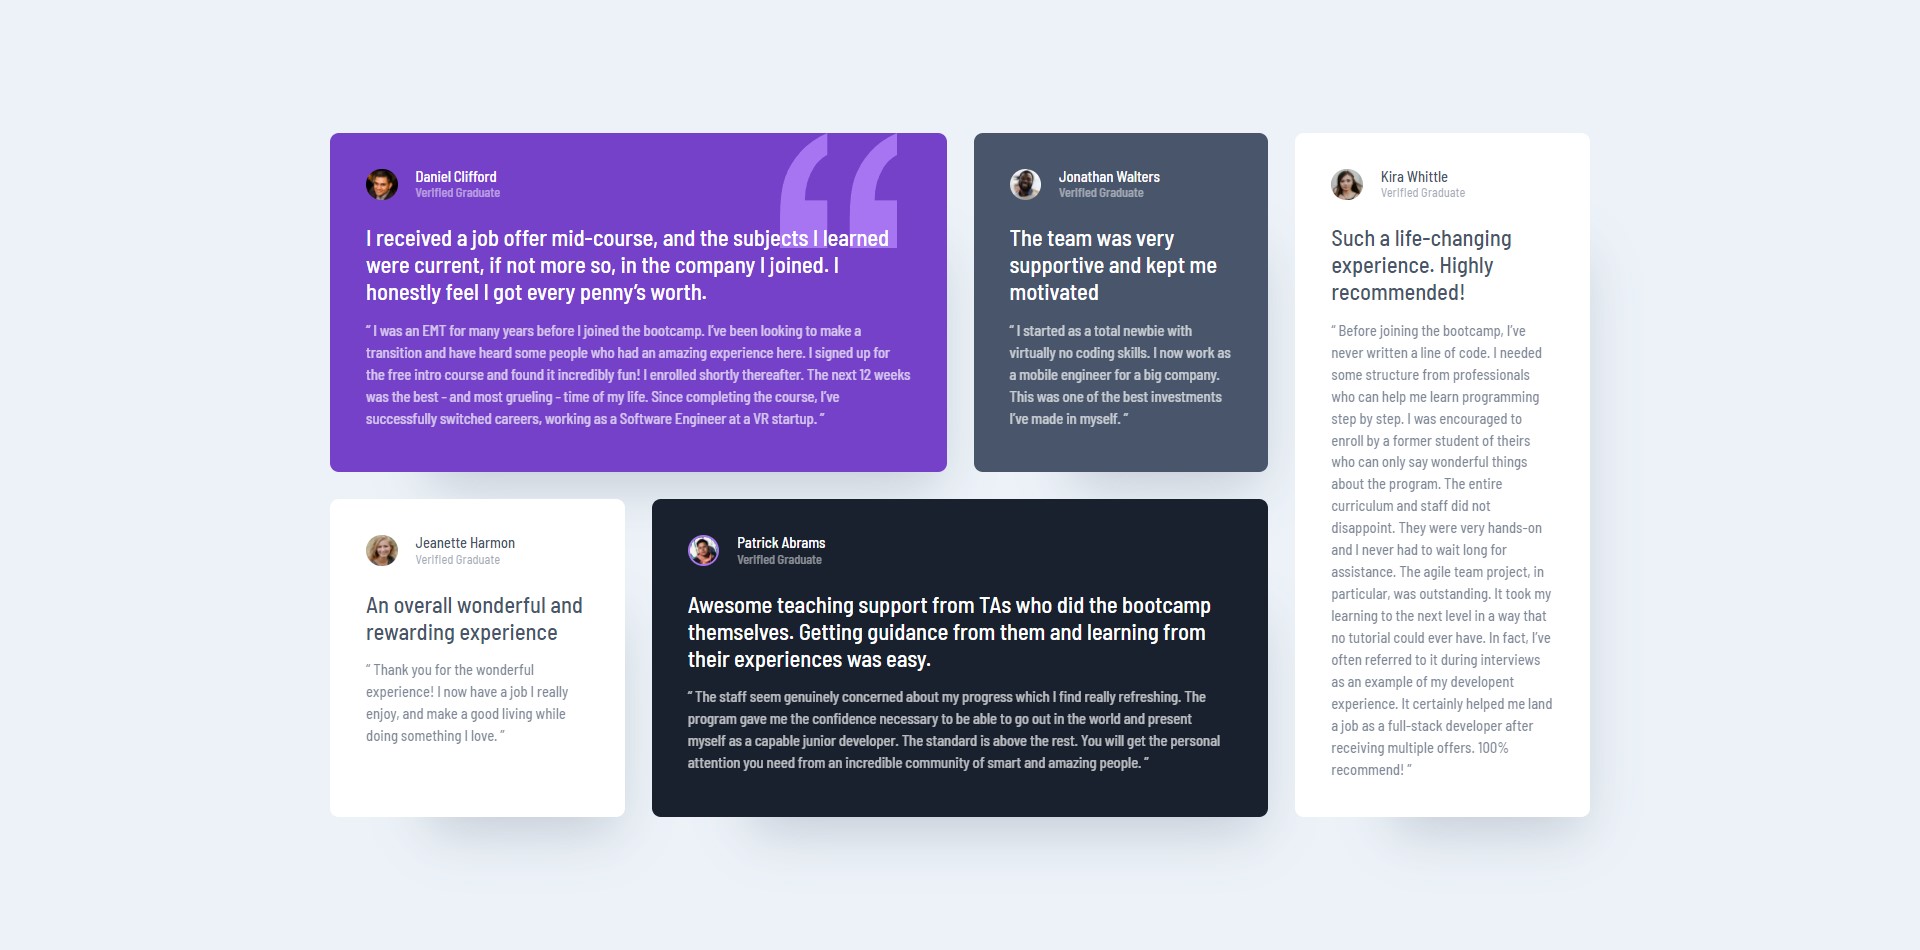 Daniel Clifford
Verified Graduate
I received a job offer mid-course, and the subjects I learned
were current, if not more so, in the company I joined. I
honestly feel I got every penny’s worth.
“ I was an EMT for many years before I joined the bootcamp. I’ve been looking to make a
transition and have heard some people who had an amazing experience here. I signed up for
the free intro course and found it incredibly fun! I enrolled shortly thereafter. The next 12 weeks
was the best - and most grueling - time of my life. Since completing the course, I’ve
successfully switched careers, working as a Software Engineer at a VR startup. ”
Jonathan Walters
Verified Graduate
The team was very
supportive and kept me
motivated
“ I started as a total newbie with
virtually no coding skills. I now work as
a mobile engineer for a big company.
This was one of the best investments
I’ve made in myself. ”
Kira Whittle
Verified Graduate
Such a life-changing
experience. Highly
recommended!
“ Before joining the bootcamp, I’ve
never written a line of code. I needed
some structure from professionals
who can help me learn programming
step by step. I was encouraged to
enroll by a former student of theirs
who can only say wonderful things
about the program. The entire
curriculum and staff did not
disappoint. They were very hands-on
and I never had to wait long for
assistance. The agile team project, in
particular, was outstanding. It took my
learning to the next level in a way that
no tutorial could ever have. In fact, I’ve
often referred to it during interviews
as an example of my developent
experience. It certainly helped me land
a job as a full-stack developer after
receiving multiple offers. 100%
recommend! ”
Jeanette Harmon
Verified Graduate
An overall wonderful and
rewarding experience
“ Thank you for the wonderful
experience! I now have a job I really
enjoy, and make a good living while
doing something I love. ”
Patrick Abrams
Verified Graduate
Awesome teaching support from TAs who did the bootcamp
themselves. Getting guidance from them and learning from
their experiences was easy.
“ The staff seem genuinely concerned about my progress which I find really refreshing. The
program gave me the confidence necessary to be able to go out in the world and present
myself as a capable junior developer. The standard is above the rest. You will get the personal
attention you need from an incredible community of smart and amazing people. ”